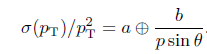 σ(p_T)/p_T^2 = a ⊕ b/(p sin θ).